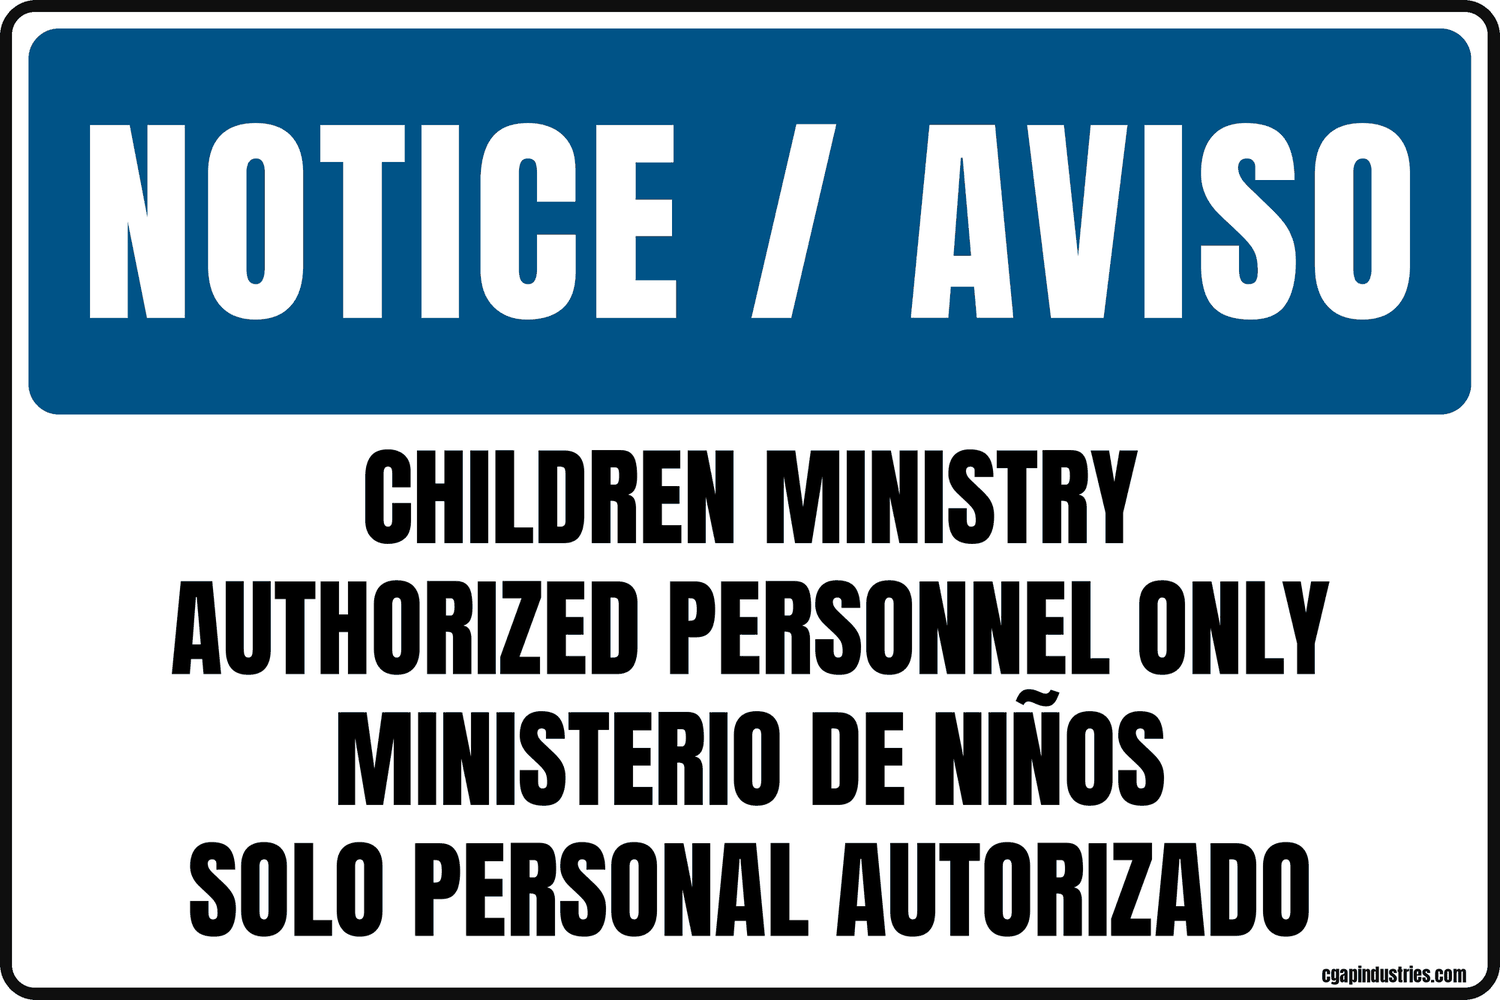 NOTICE / AVISO
CHILDREN MINISTRY
AUTHORIZED PERSONNEL ONLY
MINISTERIO DE NIÑOS
SOLO PERSONAL AUTORIZADO
cgapindustries.com